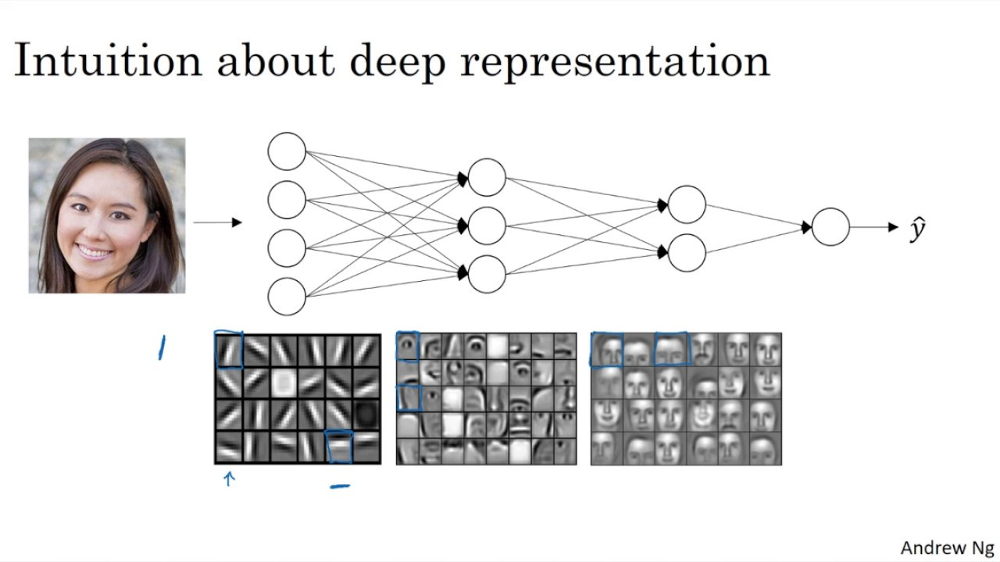 Intuition about deep representation
ŷ
Andrew Ng